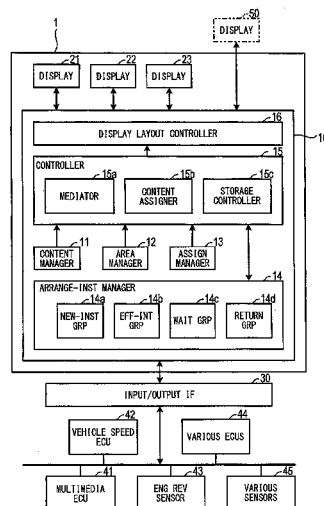 1
50
DISPLAY
21
22
23
DISPLAY
DISPLAY
DISPLAY
16
10
DISPLAY LAYOUT CONTROLLER
15
CONTROLLER
15a
15b
15c
MEDIATOR
CONTENT
ASSIGNER
STORAGE
CONTROLLER
11
12
13
CONTENT
MANAGER
AREA
MANAGER
ASSIGN
MANAGER
14
ARRANGE-INST MANAGER
14a
14b
14c
14d
NEW-INST
GRP
EFF-INT
GRP
WAIT GRP
RETURN
GRP
30
INPUT/OUTPUT IF
42
44
VEHICLE SPEED
ECU
VARIOUS ECUS
41
43
45
MULTIMEDIA
ECU
ENG REV
SENSOR
VARIOUS
SENSORS